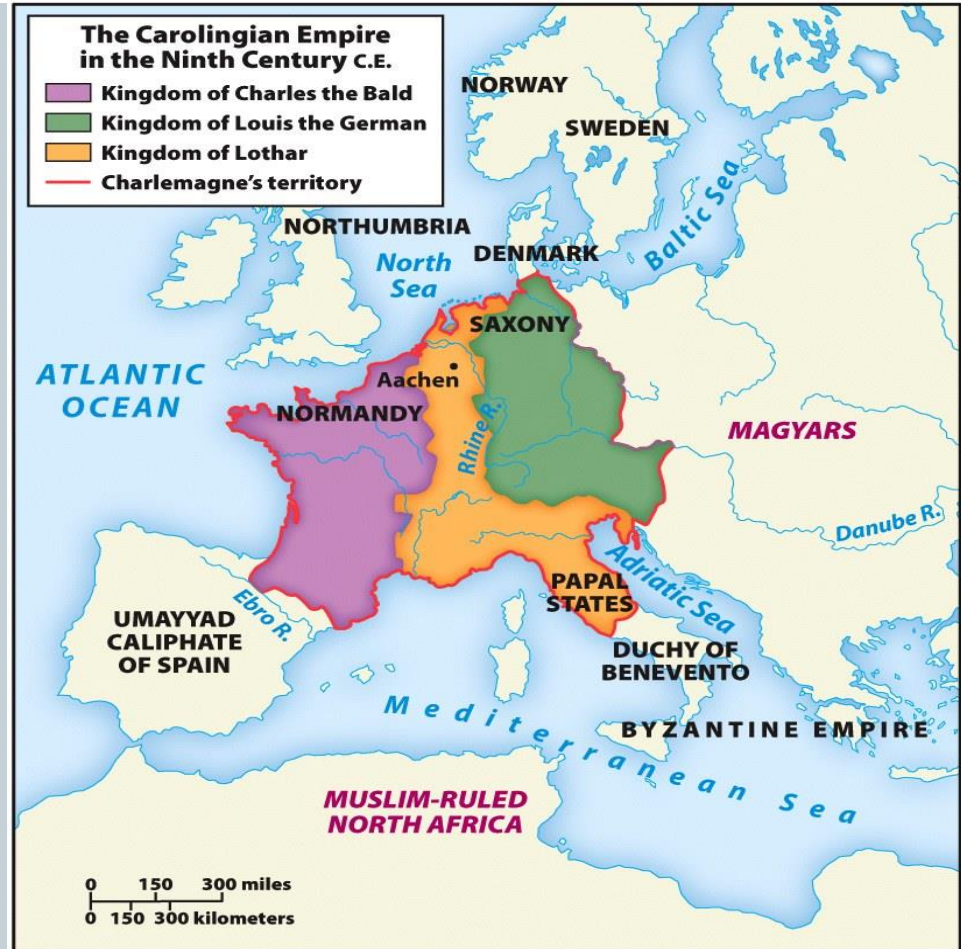 The Carolingian Empire
in the Ninth Century C.E.
Kingdom of Charles the Bald
Kingdom of Louis the German
Kingdom of Lothar
Charlemagne's territory
NORWAY
SWEDEN
Baltic Sea
NORTHUMBRIA
DENMARK
North
Sea
SAXONY
ATLANTIC
OCEAN
Aachen
NORMANDY
Rhine R.
MAGYARS
Danube R.
Adriatic Sea
PAPAL
STATES
Ebro R.
UMAYYAD
CALIPHATE
OF SPAIN
DUCHY OF
BENEVENTO
Mediterranean Sea
BYZANTINE EMPIRE
MUSLIM-RULED
NORTH AFRICA
0 150 300 miles
0 150 300 kilometers